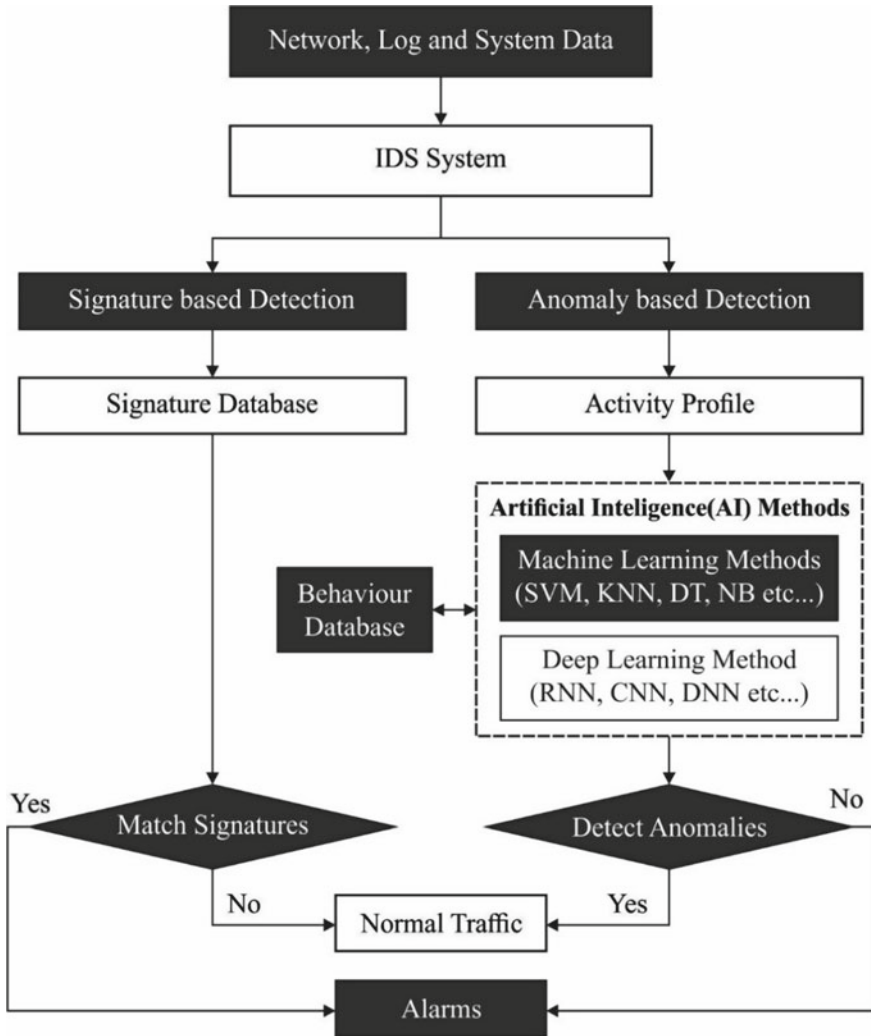 Network, Log and System Data
IDS System
Signature based Detection
Anomaly based Detection
Signature Database
Activity Profile
Artificial Inteligence(AI) Methods
Machine Learning Methods
(SVM, KNN, DT, NB etc...)
Behaviour
Database
Deep Learning Method
(RNN, CNN, DNN etc...)
Yes
No
Match Signatures
Detect Anomalies
No
Yes
Normal Traffic
Alarms